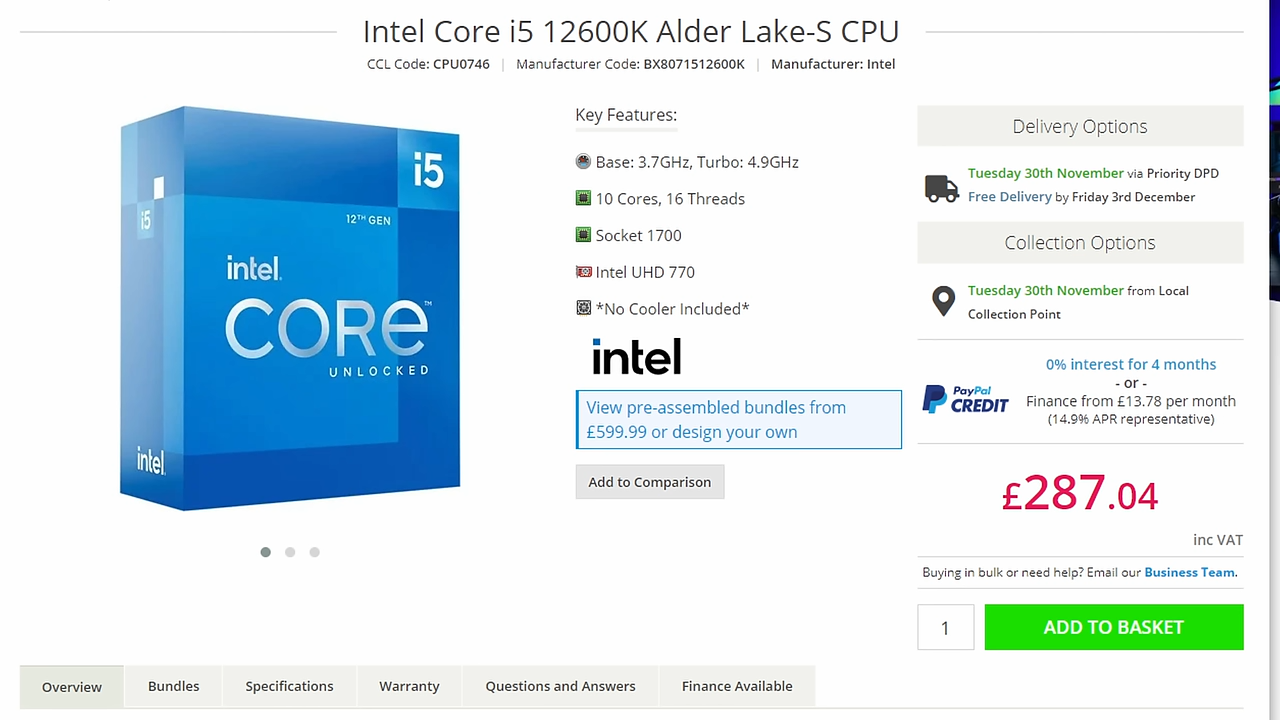 Intel Core i5 12600K Alder Lake-S CPU
CCL Code: CPU0746 | Manufacturer Code: BX8071512600K | Manufacturer: Intel
i5
i5
12TH GEN
intel.
CORE™
UNLOCKED
intel.
Key Features:
Base: 3.7GHz, Turbo: 4.9GHz
10 Cores, 16 Threads
Socket 1700
Intel UHD 770
*No Cooler Included*
intel
View pre-assembled bundles from
£599.99 or design your own
Add to Comparison
Delivery Options
Tuesday 30th November via Priority DPD
Free Delivery by Friday 3rd December
Collection Options
Tuesday 30th November from Local
Collection Point
PayPal
CREDIT
0% interest for 4 months
- or -
Finance from £13.78 per month
(14.9% APR representative)
£287.04
inc VAT
Buying in bulk or need help? Email our Business Team.
1
ADD TO BASKET
Overview
Bundles
Specifications
Warranty
Questions and Answers
Finance Available